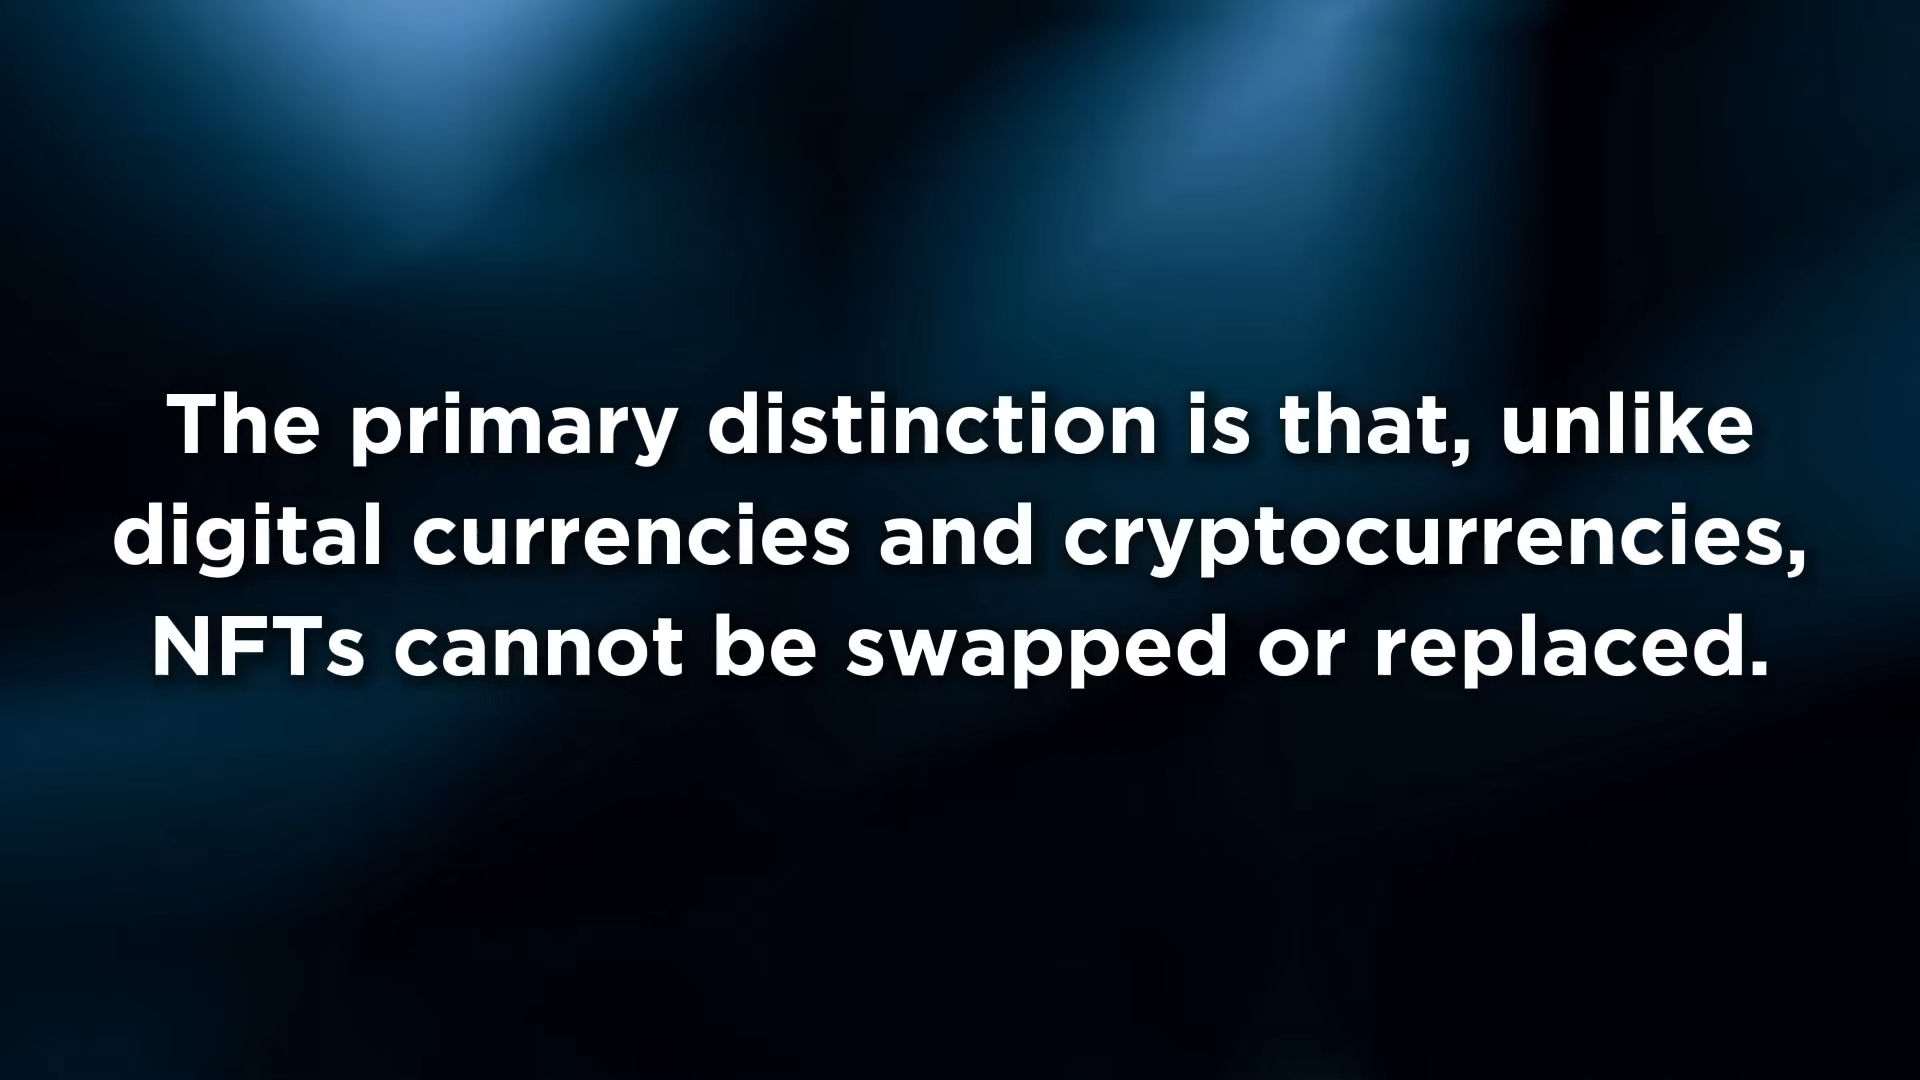 The primary distinction is that, unlike
digital currencies and cryptocurrencies,
NFTs cannot be swapped or replaced.